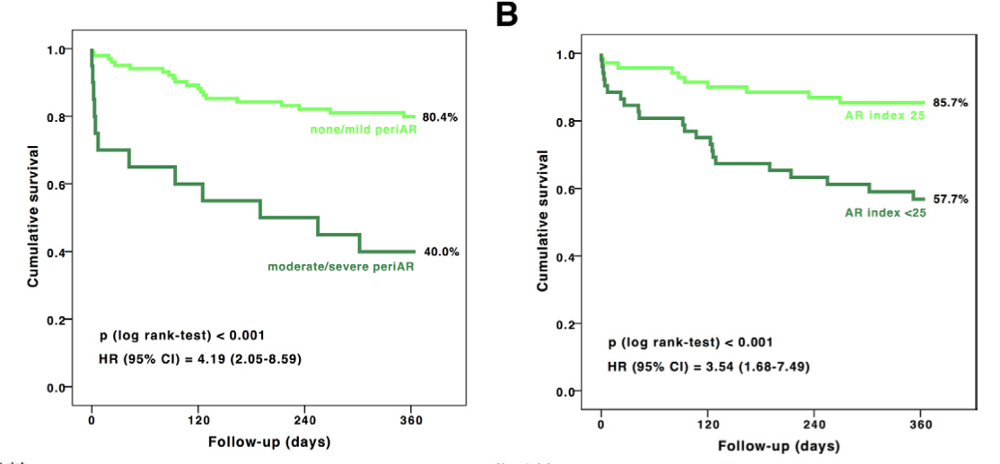 B
1.0
0.8
0.6
0.4
0.2
0.0
Cumulative survival
80.4%
none/mild periAR
40.0%
moderate/severe periAR
p (log rank-test) < 0.001
HR (95% CI) = 4.19 (2.05-8.59)
0 120 240 360
Follow-up (days)
1.0
0.8
0.6
0.4
0.2
0.0
Cumulative survival
85.7%
AR index 25
57.7%
AR index <25
p (log rank-test) < 0.001
HR (95% CI) = 3.54 (1.68-7.49)
0 120 240 360
Follow-up (days)